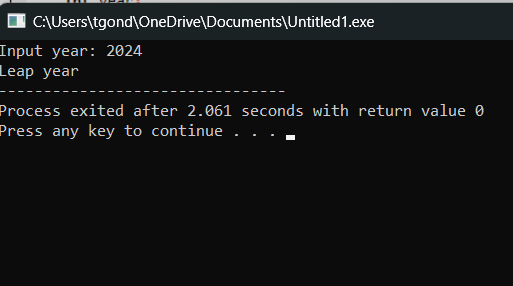 C:\Users\tgond\OneDrive\Documents\Untitled1.exe
Input year: 2024
Leap year
--------------------------------
Process exited after 2.061 seconds with return value 0
Press any key to continue . . .